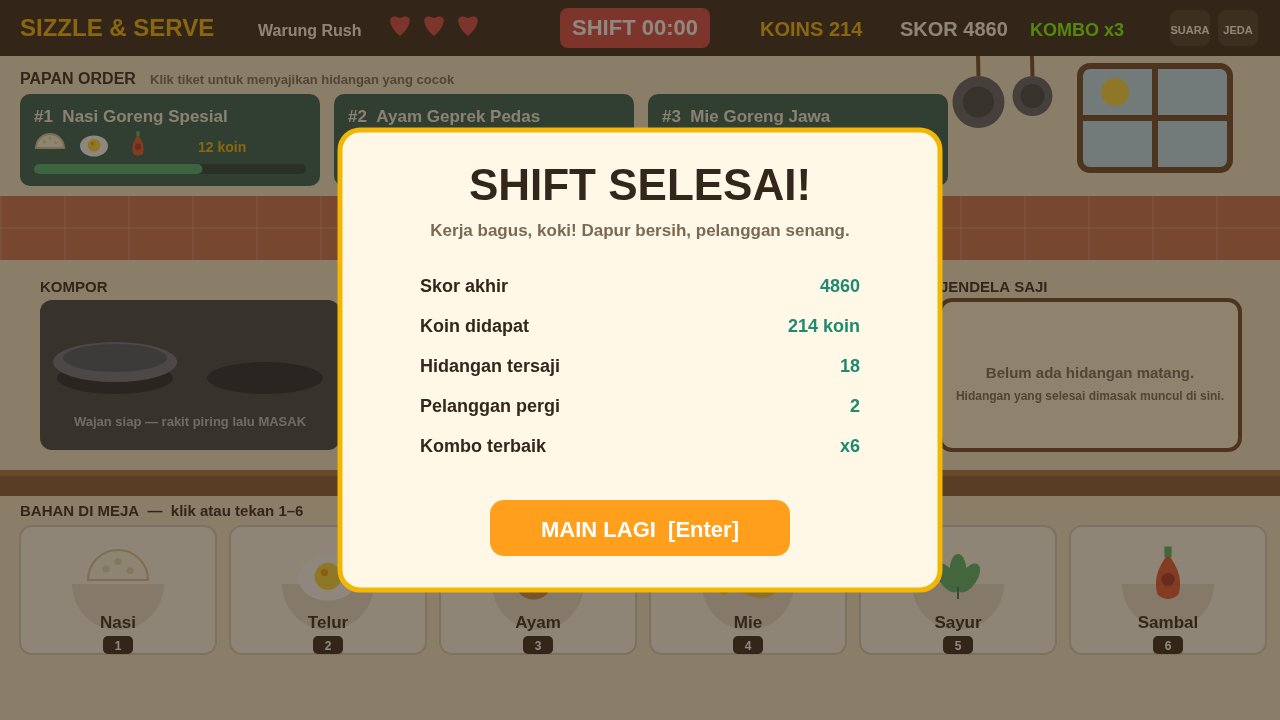 SIZZLE & SERVE
Warung Rush
SHIFT 00:00
KOINS 214
SKOR 4860
KOMBO x3
SUARA
JEDA
PAPAN ORDER
Klik tiket untuk menyajikan hidangan yang cocok
#1 Nasi Goreng Spesial
12 koin
#2 Ayam Geprek Pedas
#3 Mie Goreng Jawa
SHIFT SELESAI!
Kerja bagus, koki! Dapur bersih, pelanggan senang.
Skor akhir 4860
Koin didapat 214 koin
Hidangan tersaji 18
Pelanggan pergi 2
Kombo terbaik x6
MAIN LAGI [Enter]
KOMPOR
Wajan siap — rakit piring lalu MASAK
JENDELA SAJI
Belum ada hidangan matang.
Hidangan yang selesai dimasak muncul di sini.
BAHAN DI MEJA — klik atau tekan 1–6
Nasi
1
Telur
2
Ayam
3
Mie
4
Sayur
5
Sambal
6